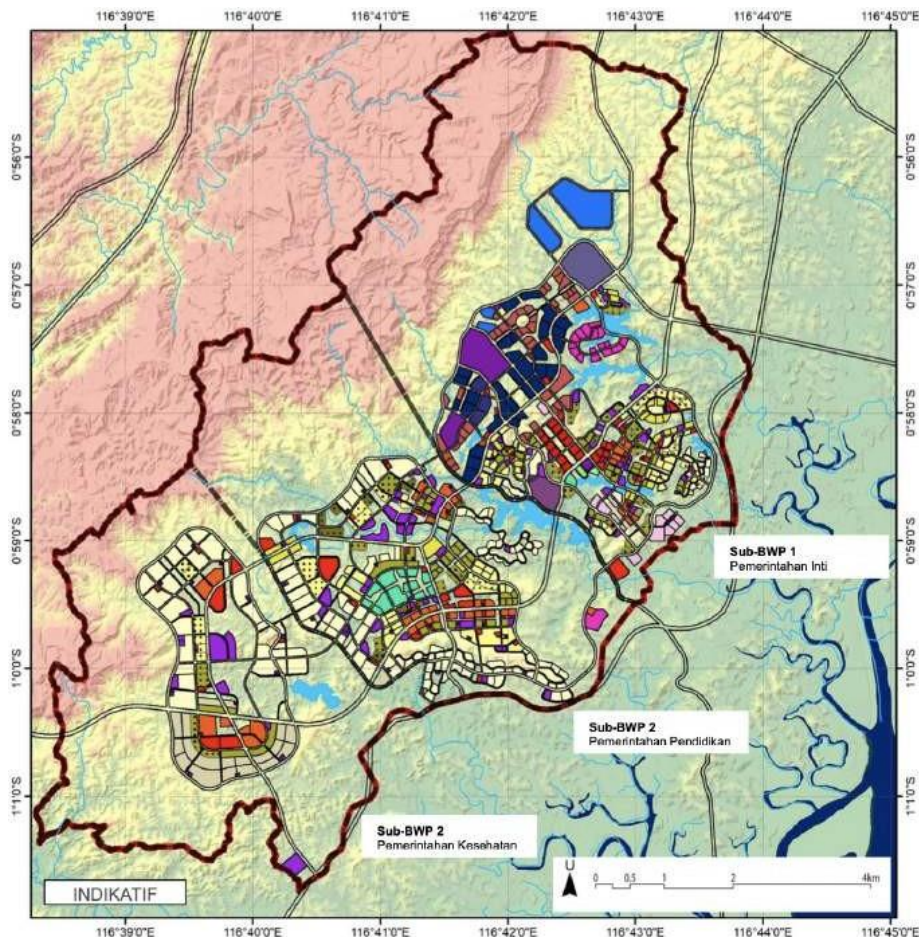 116°39'0"E 116°40'0"E 116°41'0"E 116°42'0"E 116°43'0"E 116°44'0"E 116°45'0"E
0°56'0"S 0°56'0"S
0°57'0"S 0°57'0"S
0°58'0"S 0°58'0"S
0°59'0"S 0°59'0"S
Sub-BWP 1
Pemerintahan Inti
1°0'0"S 1°0'0"S
Sub-BWP 2
Pemerintahan Pendidikan
1°1'0"S 1°1'0"S
Sub-BWP 2
Pemerintahan Kesehatan
U
0 0.5 1 2 4km
INDIKATIF
116°39'0"E 116°40'0"E 116°41'0"E 116°42'0"E 116°43'0"E 116°44'0"E 116°45'0"E